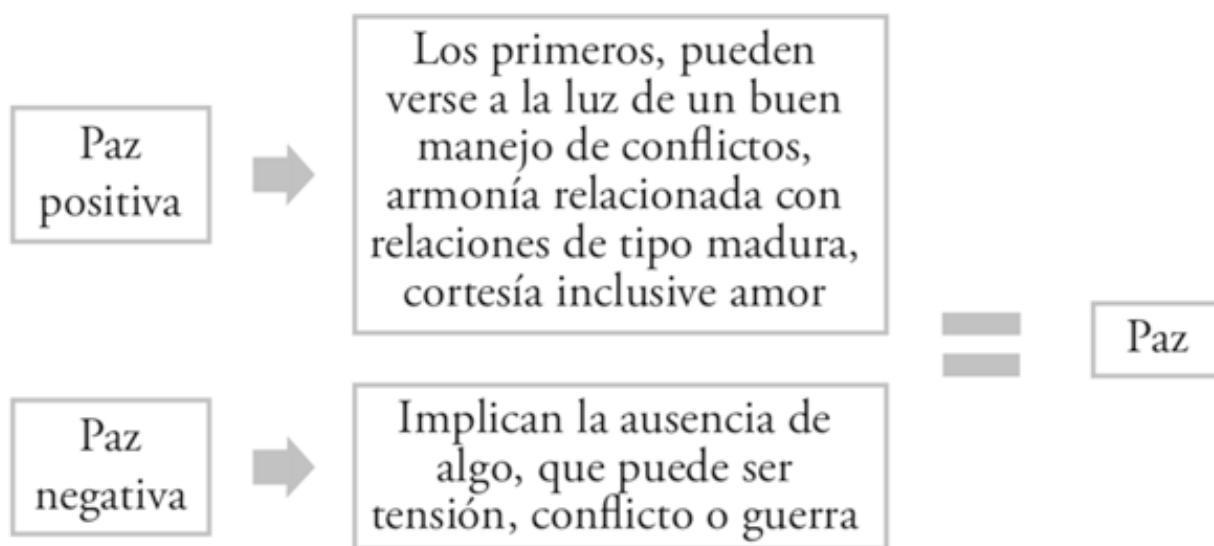 Paz
positiva
Los primeros, pueden
verse a la luz de un buen
manejo de conflictos,
armonía relacionada con
relaciones de tipo madura,
cortesía inclusive amor
Paz
negativa
Implican la ausencia de
algo, que puede ser
tensión, conflicto o guerra
Paz